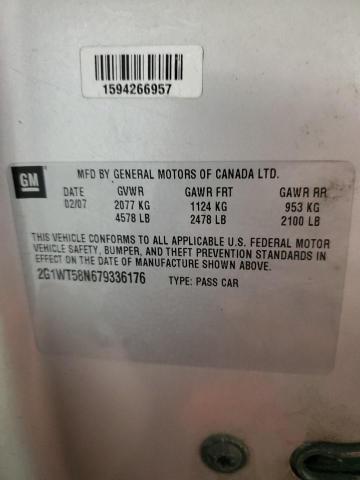 1594266957
GM
MFD BY GENERAL MOTORS OF CANADA LTD.
DATE GVWR GAWR FRT GAWR RR
02/07 2077 KG 1124 KG 953 KG
4578 LB 2478 LB 2100 LB
THIS VEHICLE CONFORMS TO ALL APPLICABLE U.S. FEDERAL MOTOR
VEHICLE SAFETY, BUMPER, AND THEFT PREVENTION STANDARDS IN
EFFECT ON THE DATE OF MANUFACTURE SHOWN ABOVE.
2G1WT58N679336176 TYPE: PASS CAR